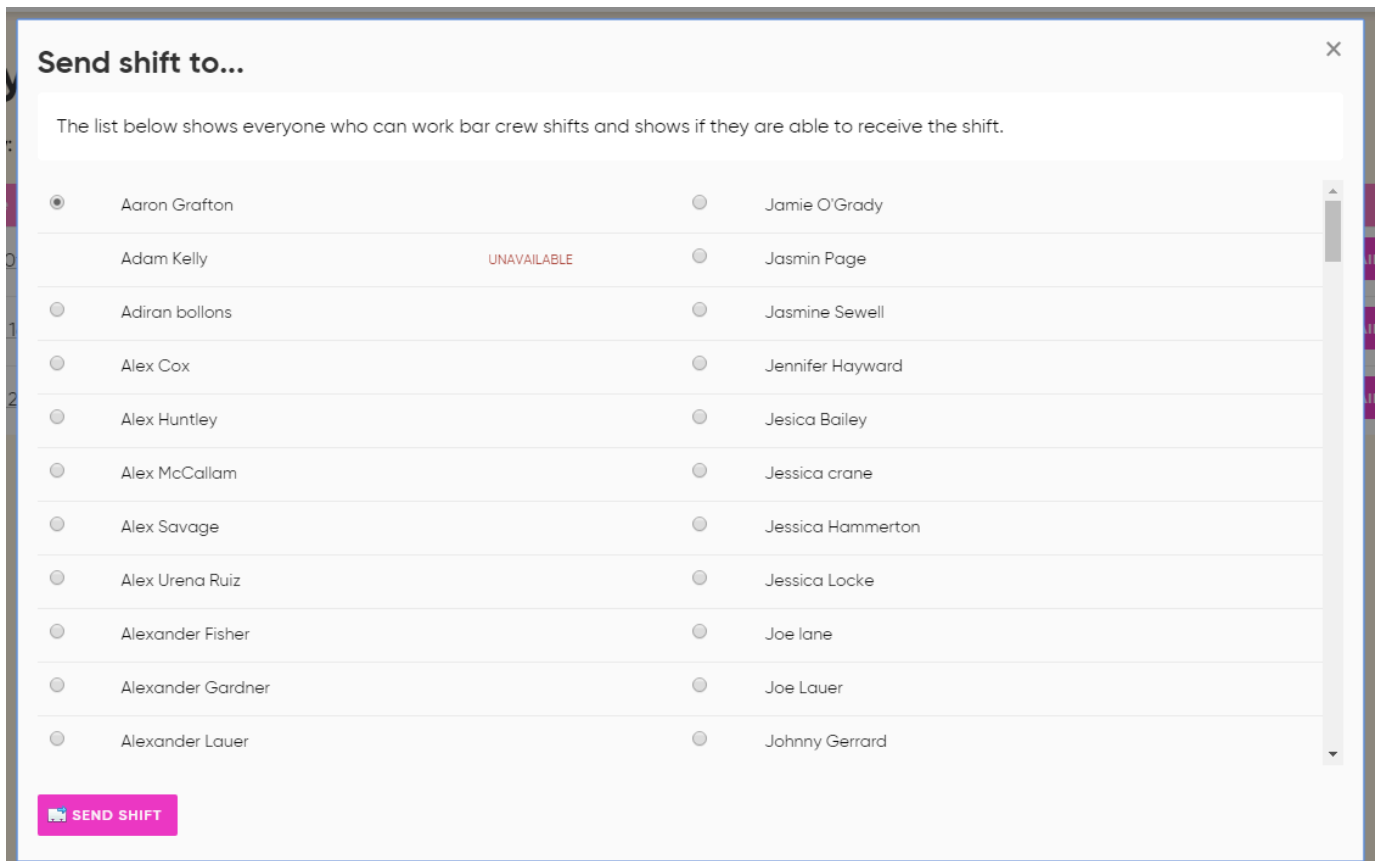 Send shift to...
×
The list below shows everyone who can work bar crew shifts and shows if they are able to receive the shift.
Aaron Grafton
Jamie O'Grady
Adam Kelly UNAVAILABLE
Jasmin Page
Adiran bollons
Jasmine Sewell
Alex Cox
Jennifer Hayward
Alex Huntley
Jesica Bailey
Alex McCallam
Jessica crane
Alex Savage
Jessica Hammerton
Alex Urena Ruiz
Jessica Locke
Alexander Fisher
Joe lane
Alexander Gardner
Joe Lauer
Alexander Lauer
Johnny Gerrard
SEND SHIFT